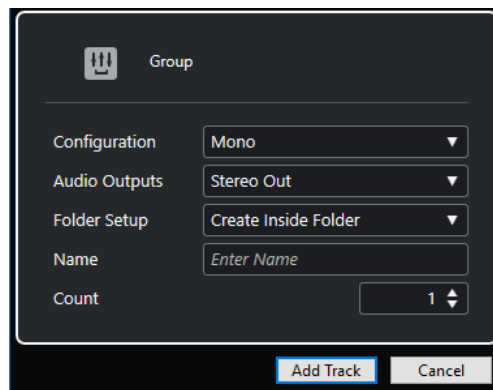 Group
Configuration Mono
Audio Outputs Stereo Out
Folder Setup Create Inside Folder
Name Enter Name
Count 1
Add Track Cancel